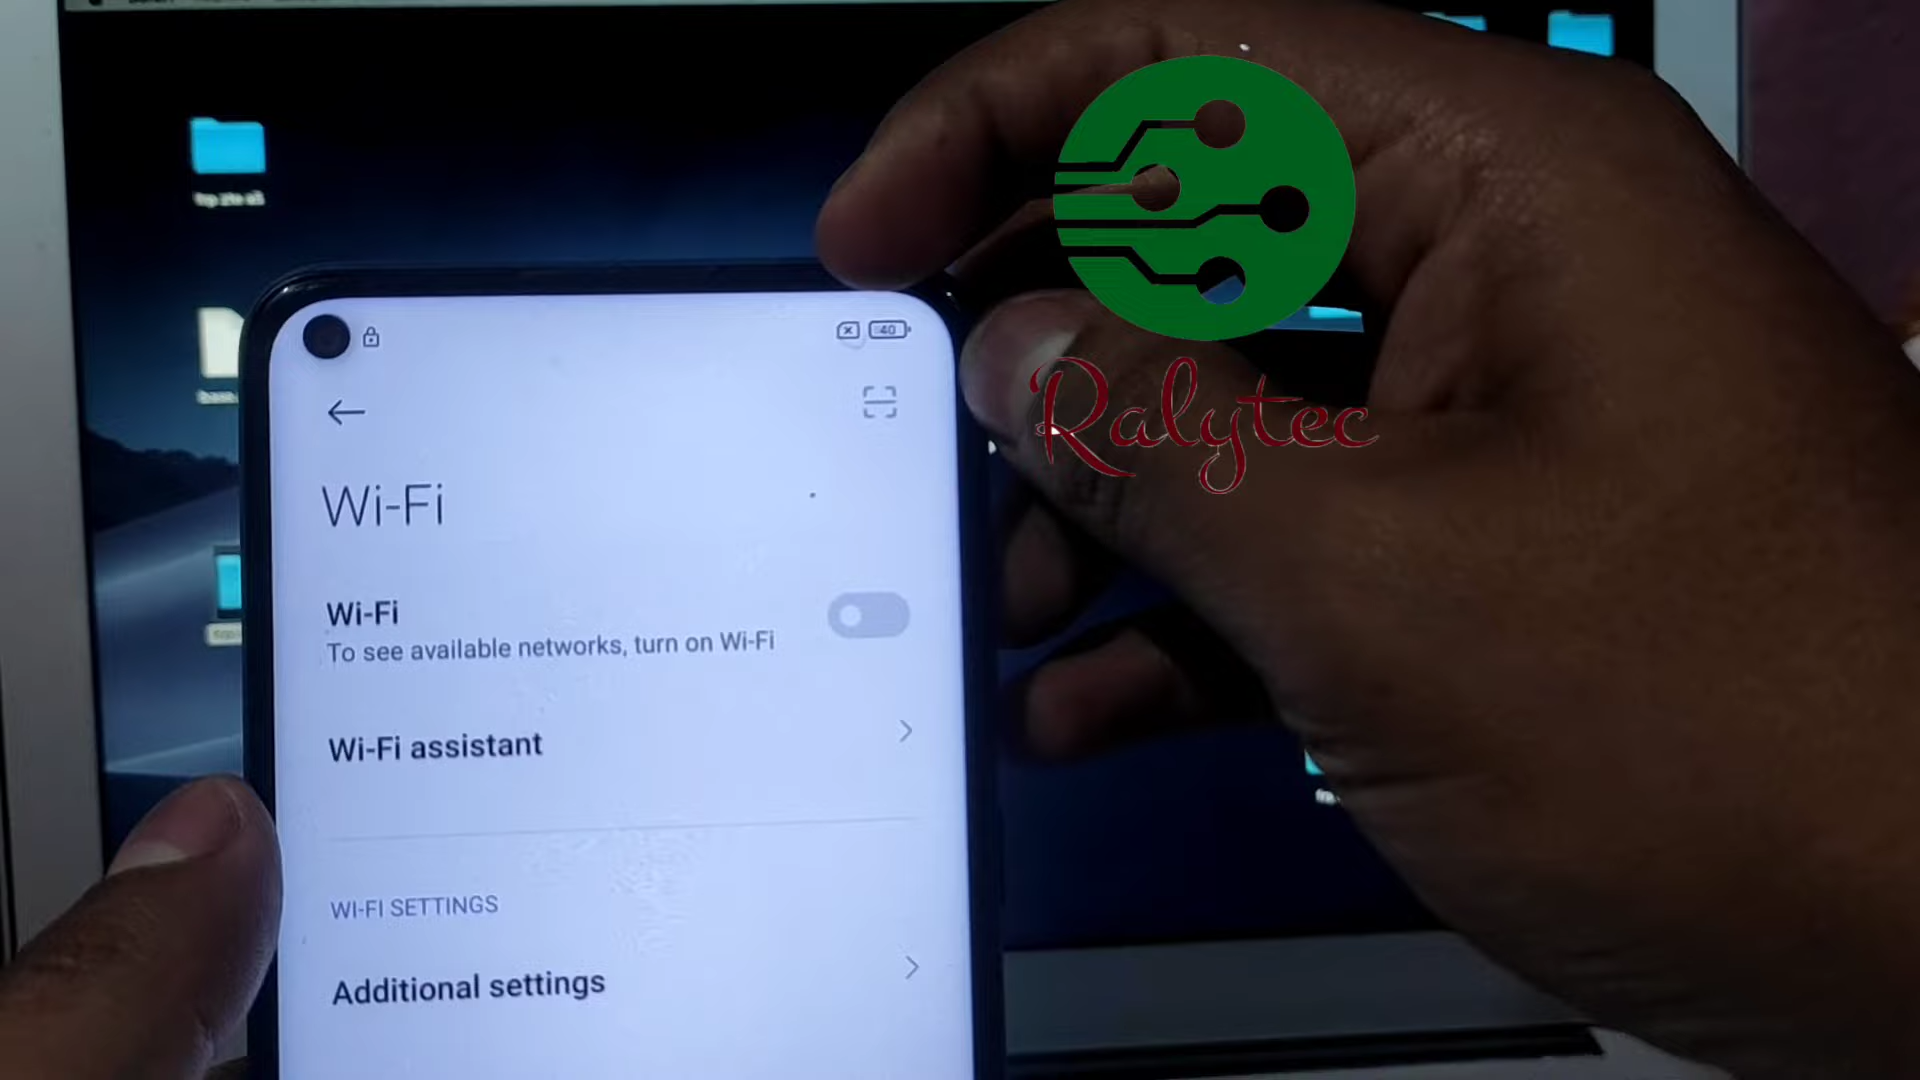 Ralytec
40
Wi-Fi
Wi-Fi
To see available networks, turn on Wi-Fi
Wi-Fi assistant
WI-FI SETTINGS
Additional settings